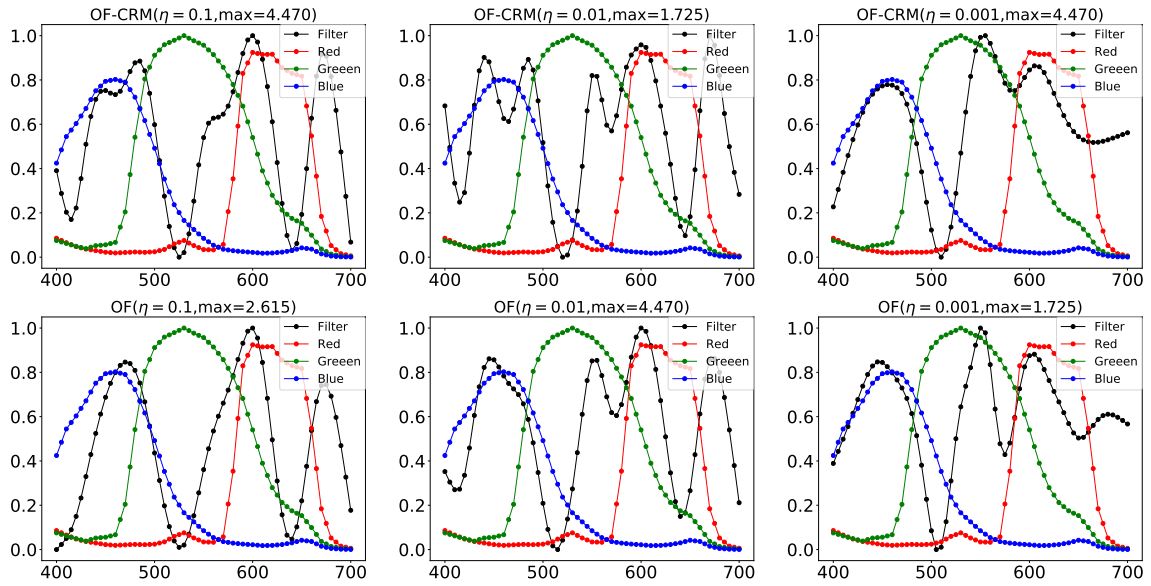 OF-CRM(η = 0.1,max=4.470)
OF-CRM(η = 0.01,max=1.725)
OF-CRM(η = 0.001,max=4.470)
1.0
0.8
0.6
0.4
0.2
0.0
400
500
600
700
Filter
Red
Greeen
Blue
1.0
0.8
0.6
0.4
0.2
0.0
400
500
600
700
Filter
Red
Greeen
Blue
1.0
0.8
0.6
0.4
0.2
0.0
400
500
600
700
Filter
Red
Greeen
Blue
OF(η = 0.1,max=2.615)
OF(η = 0.01,max=4.470)
OF(η = 0.001,max=1.725)
1.0
0.8
0.6
0.4
0.2
0.0
400
500
600
700
Filter
Red
Greeen
Blue
1.0
0.8
0.6
0.4
0.2
0.0
400
500
600
700
Filter
Red
Greeen
Blue
1.0
0.8
0.6
0.4
0.2
0.0
400
500
600
700
Filter
Red
Greeen
Blue